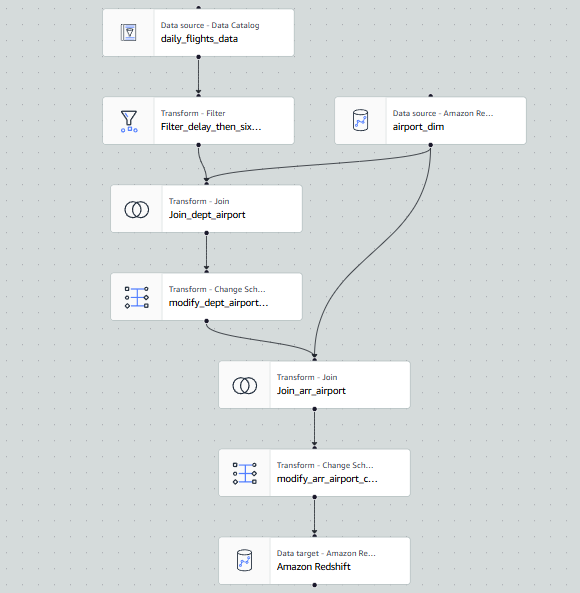 Data source - Data Catalog
daily_flights_data
Transform - Filter
Filter_delay_then_six...
Data source - Amazon Re...
airport_dim
Transform - Join
Join_dept_airport
Transform - Change Sch...
modify_dept_airport...
Transform - Join
Join_arr_airport
Transform - Change Sch...
modify_arr_airport_c...
Data target - Amazon Re...
Amazon Redshift